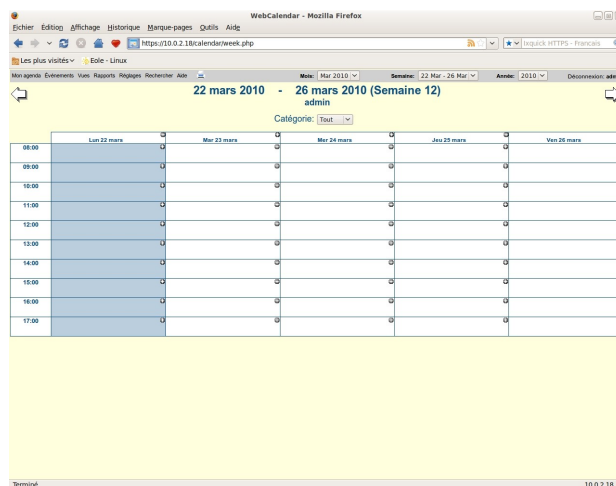 WebCalendar - Mozilla Firefox
Fichier Édition Affichage Historique Marque-pages Outils Aide
https://10.0.2.18/calendar/week.php
Ixquick HTTPS - Francais
Les plus visités Eole - Linux
Mon agenda Événements Vues Rapports Réglages Rechercher Aide Mois: Mar 2010 Semaine: 22 Mar - 26 Mar Année: 2010 Déconnexion:
22 mars 2010 - 26 mars 2010 (Semaine 12)
admin
Catégorie: Tout
Lun 22 mars Mar 23 mars Mer 24 mars Jeu 25 mars Ven 26 mars
08:00
09:00
10:00
11:00
12:00
13:00
14:00
15:00
16:00
17:00
Terminé 10.0.2.18